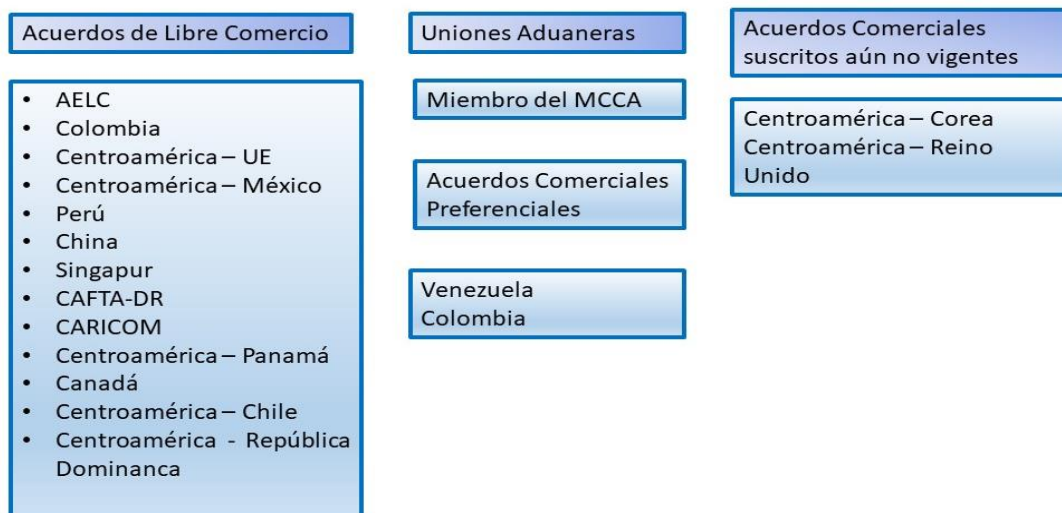 Acuerdos de Libre Comercio
• AELC
• Colombia
• Centroamérica – UE
• Centroamérica – México
• Perú
• China
• Singapur
• CAFTA-DR
• CARICOM
• Centroamérica – Panamá
• Canadá
• Centroamérica – Chile
• Centroamérica - República
Dominanca
Uniones Aduaneras
Miembro del MCCA
Acuerdos Comerciales
Preferenciales
Venezuela
Colombia
Acuerdos Comerciales
suscritos aún no vigentes
Centroamérica – Corea
Centroamérica – Reino
Unido